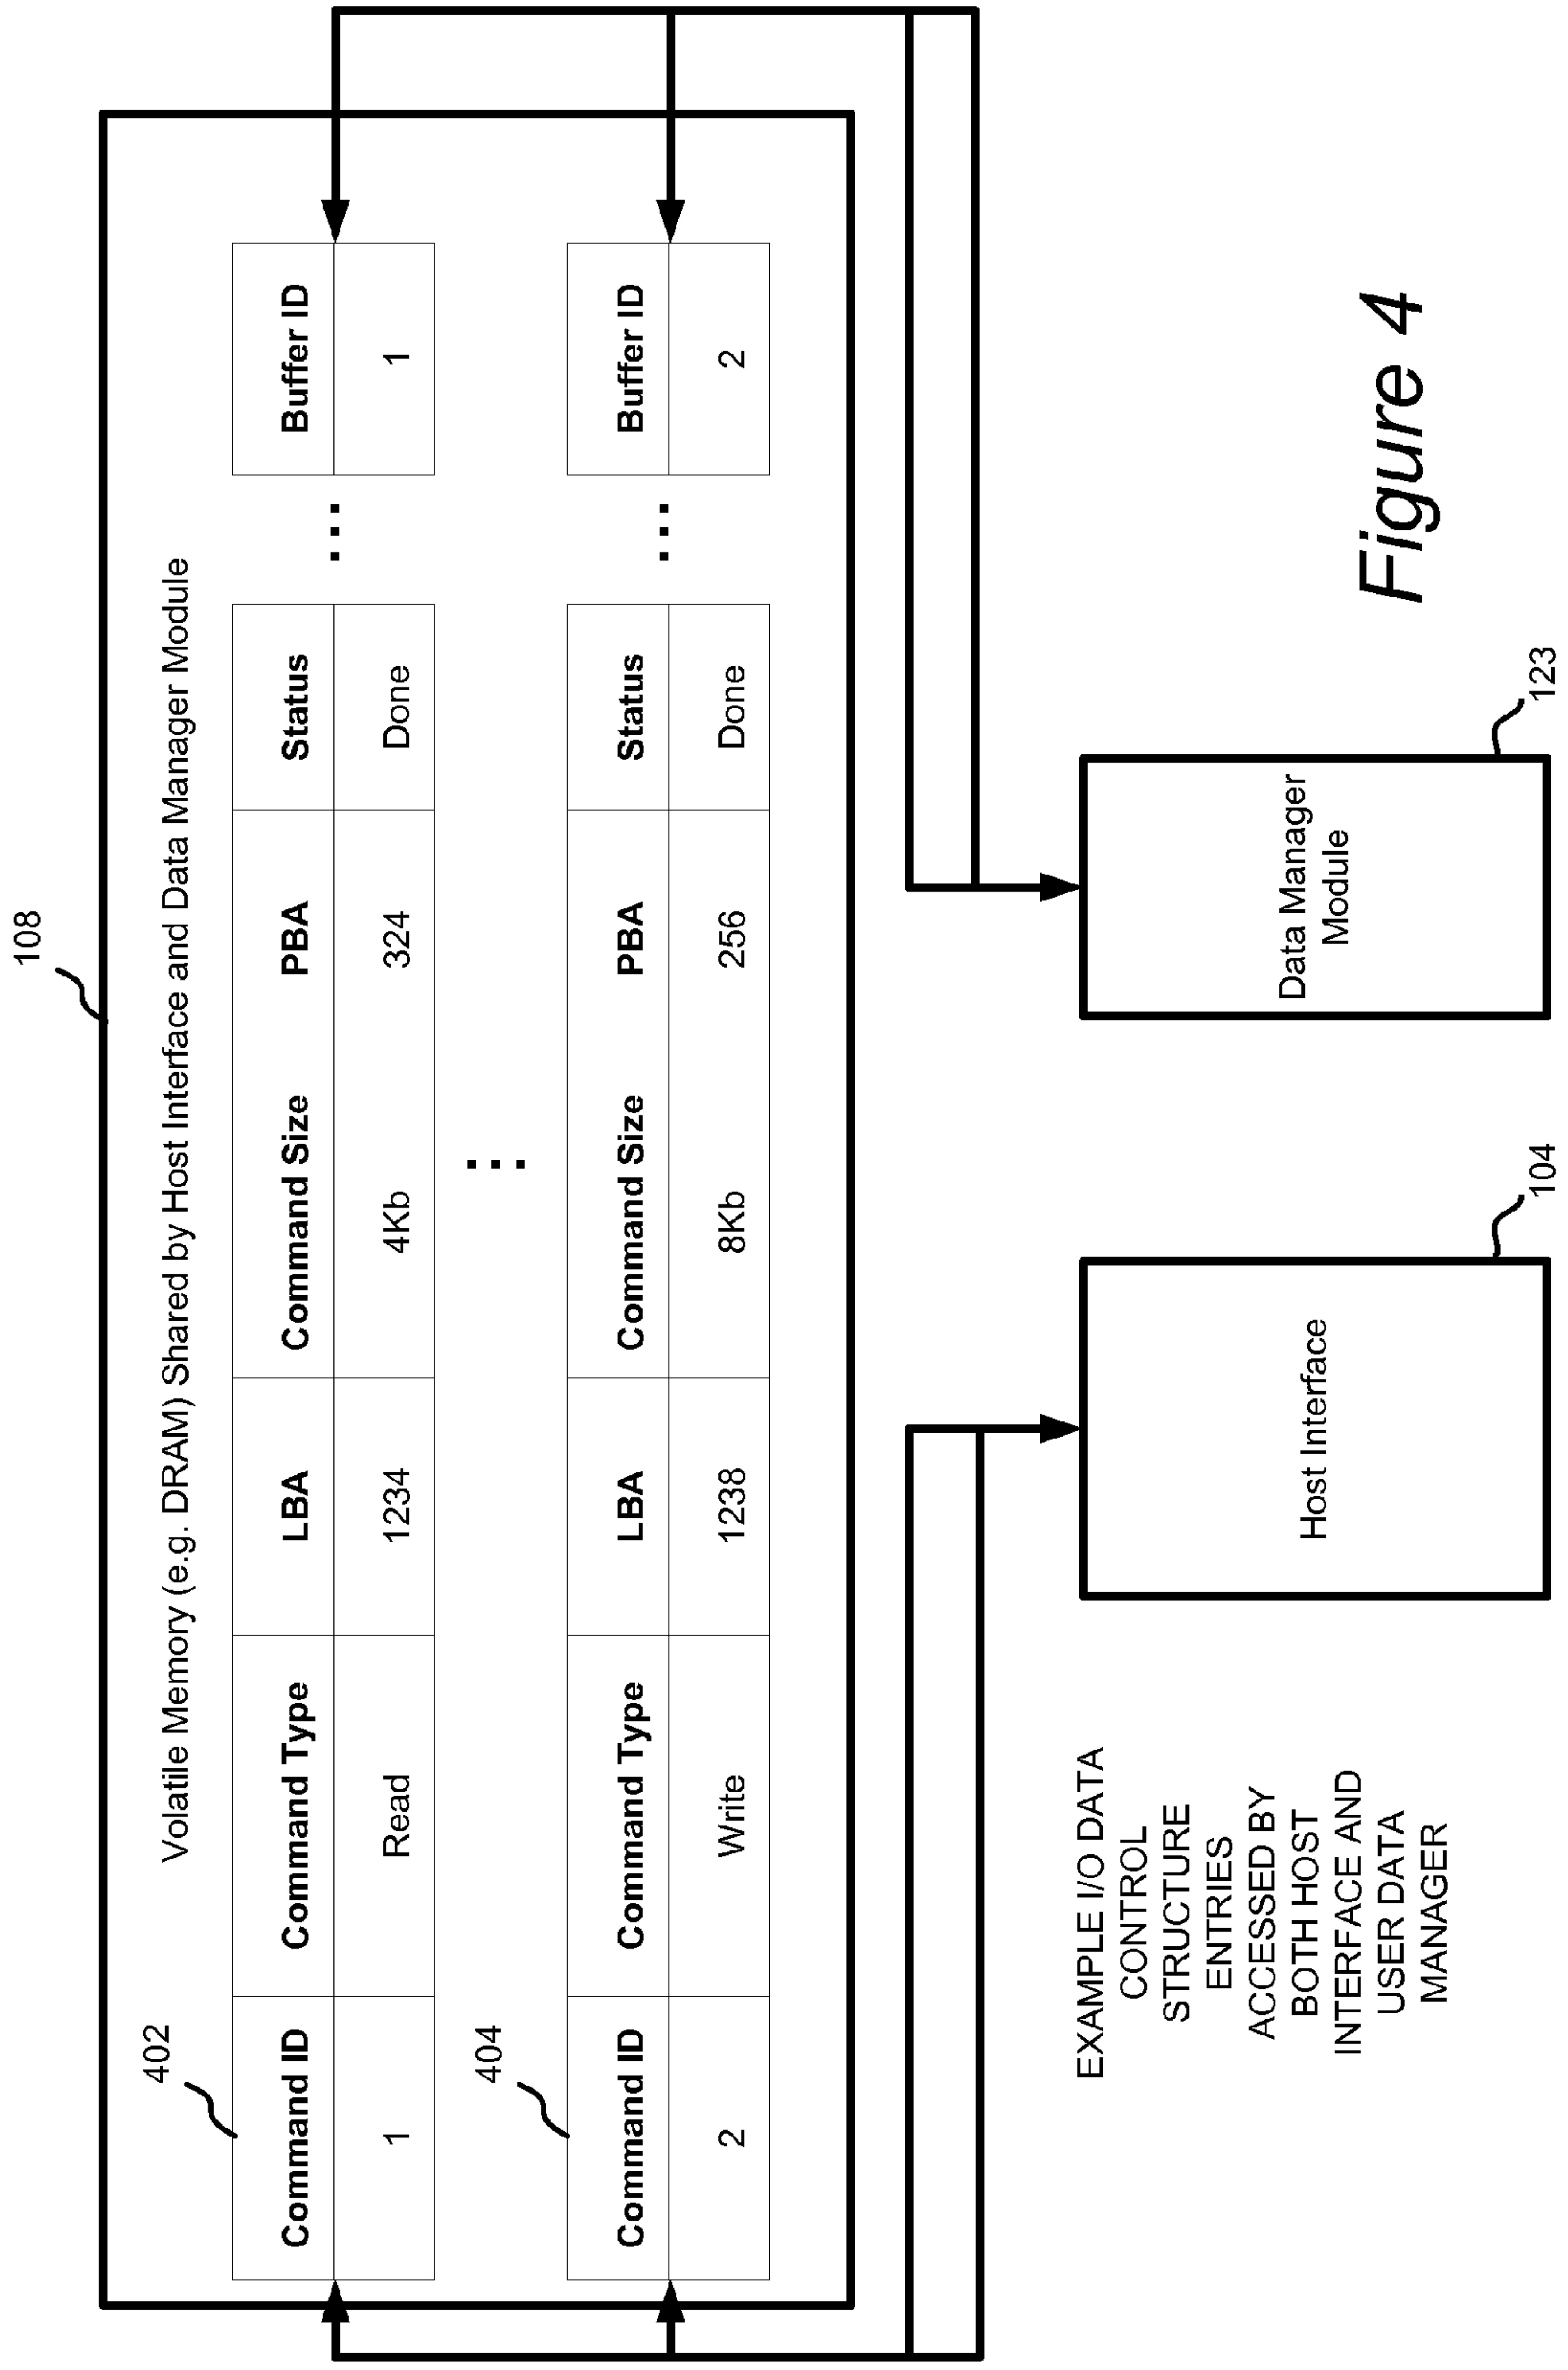 108
Volatile Memory (e.g. DRAM) Shared by Host Interface and Data Manager Module
402
Command ID Command Type LBA Command Size PBA Status ... Buffer ID
1 Read 1234 4Kb 324 Done 1
...
404
Command ID Command Type LBA Command Size PBA Status ... Buffer ID
2 Write 1238 8Kb 256 Done 2
EXAMPLE I/O DATA
CONTROL
STRUCTURE
ENTRIES
ACCESSED BY
BOTH HOST
INTERFACE AND
USER DATA
MANAGER
Host Interface
104
Data Manager
Module
123
Figure 4